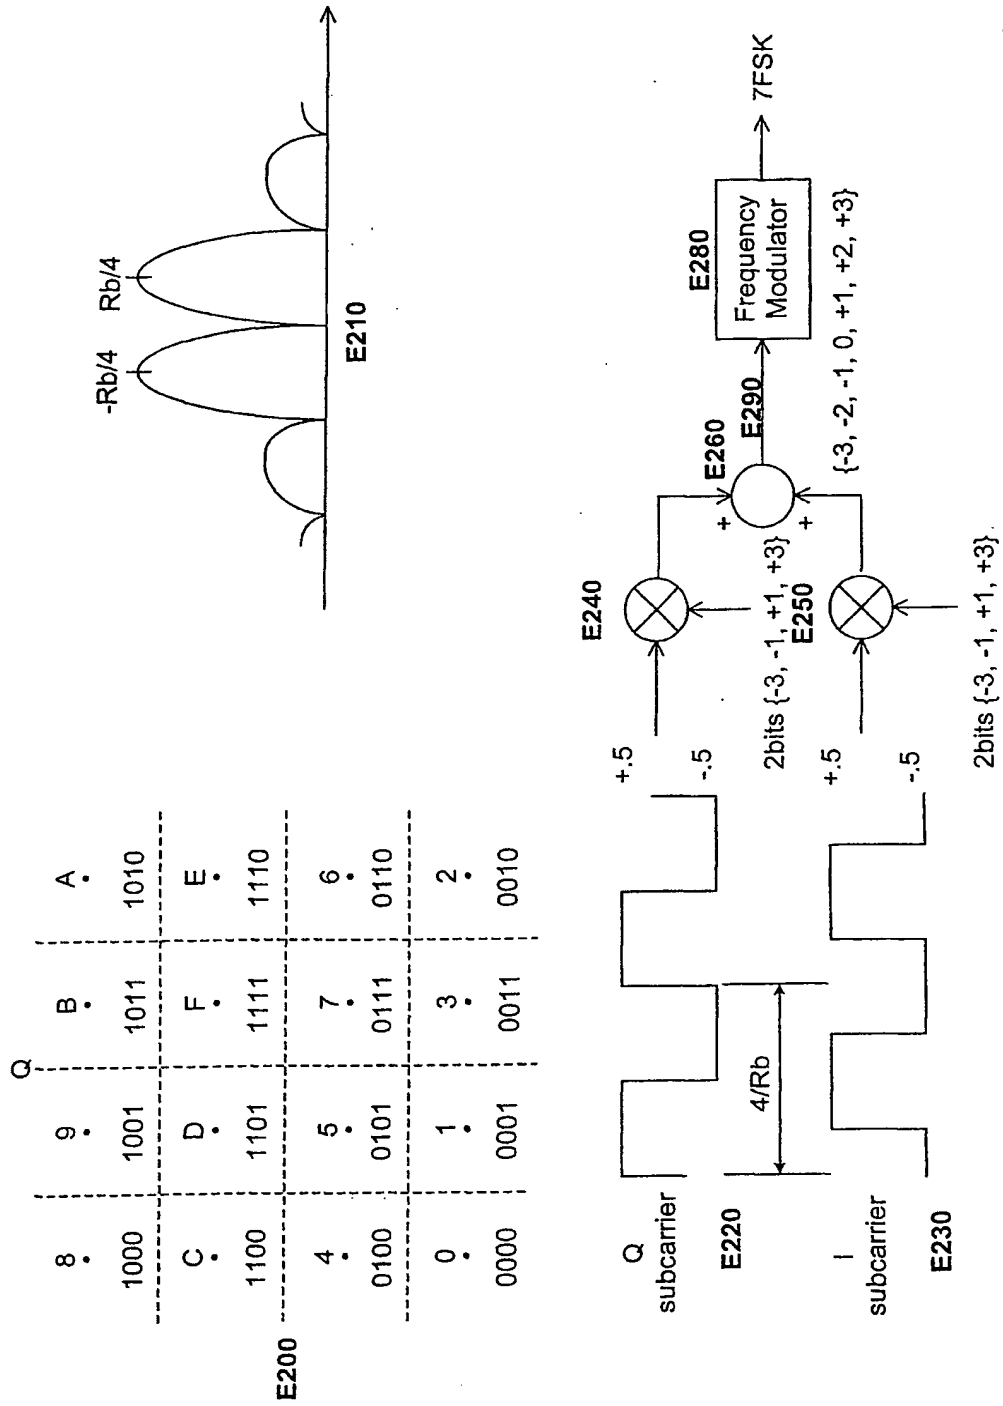 Q
8 9 B A
1000 1001 1011 1010
C D F E
1100 1101 1111 1110
4 5 7 6
0100 0101 0111 0110
0 1 3 2
0000 0001 0011 0010
E200
-Rb/4 Rb/4
E210
Q
subcarrier
E220
+.5
-.5
4/Rb
I
subcarrier
E230
+.5
-.5
E240
2bits {-3, -1, +1, +3}
E250
2bits {-3, -1, +1, +3}
+
+
E260
E290
{-3, -2, -1, 0, +1, +2, +3}
E280
Frequency
Modulator
7FSK